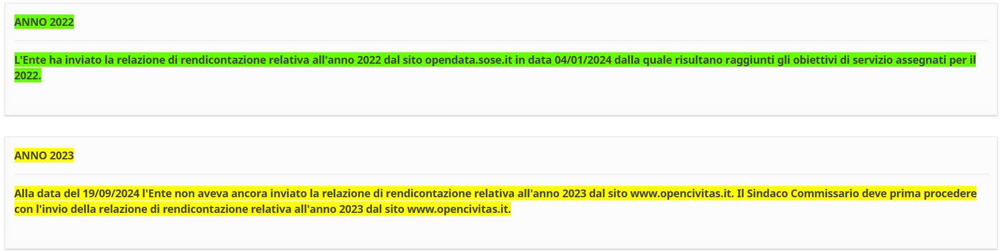 ANNO 2022
L'Ente ha inviato la relazione di rendicontazione relativa all'anno 2022 dal sito opendata.sose.it in data 04/01/2024 dalla quale risultano raggiunti gli obiettivi di servizio assegnati per il
2022.
ANNO 2023
Alla data del 19/09/2024 l'Ente non aveva ancora inviato la relazione di rendicontazione relativa all'anno 2023 dal sito www.opencivitas.it. Il Sindaco Commissario deve prima procedere
con l'invio della relazione di rendicontazione relativa all'anno 2023 dal sito www.opencivitas.it.